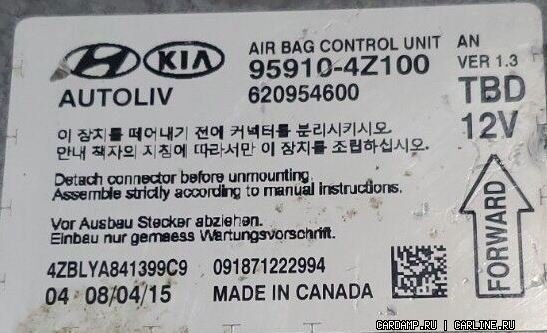 HYUNDAI KIA AIR BAG CONTROL UNIT AN
95910-4Z100 VER 1.3
AUTOLIV 620954600 TBD
12V
이 장치를 떼어내기 전에 커넥터를 분리시키시오.
안내 책자의 지침에 따라서만 이 장치를 조립하십시오.
Detach connector before unmounting.
Assemble strictly according to manual instructions.
Vor Ausbau Stecker abziehen.
Einbau nur gemaess Wartungsvorschrift.
FORWARD
4ZBLYA841399C9 091871222994
04 08/04/15 MADE IN CANADA
CARDAMP.RU | CARLINE.RU